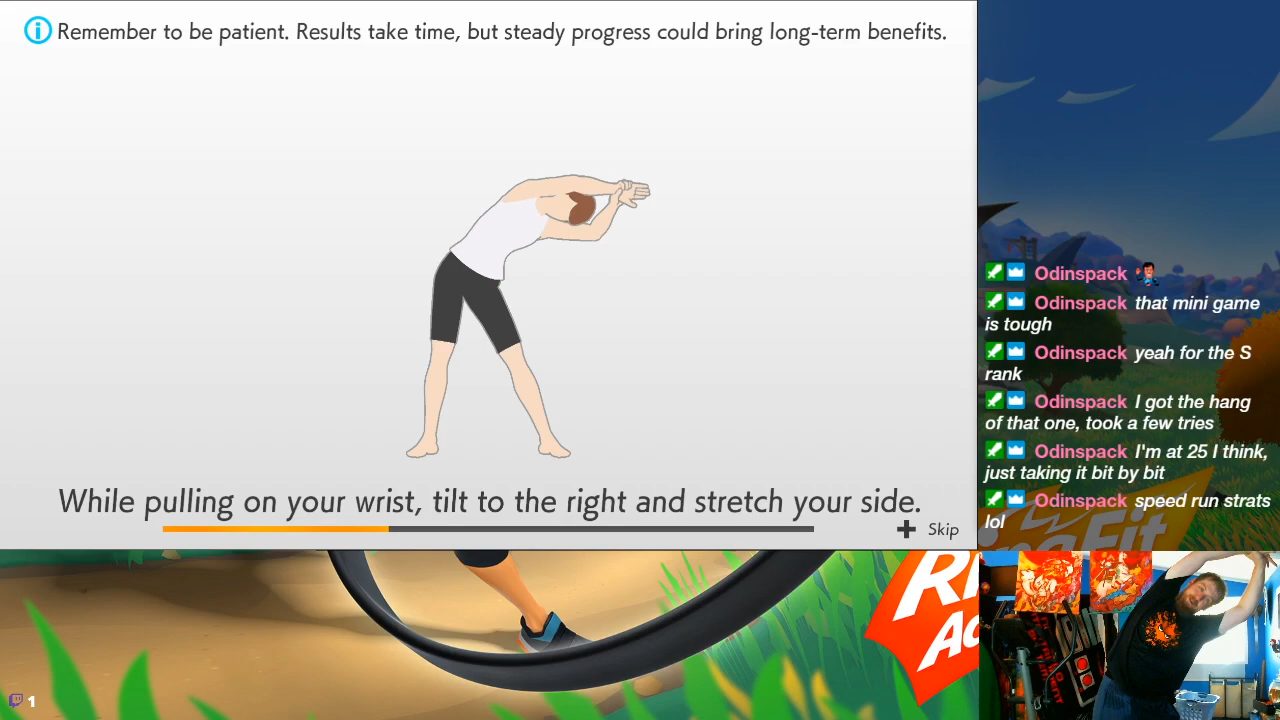 Remember to be patient. Results take time, but steady progress could bring long-term benefits.
While pulling on your wrist, tilt to the right and stretch your side.
Skip
Odinspack
Odinspack that mini game
is tough
Odinspack yeah for the S
rank
Odinspack I got the hang
of that one, took a few tries
Odinspack I'm at 25 I think,
just taking it bit by bit
Odinspack speed run strats
lol
1